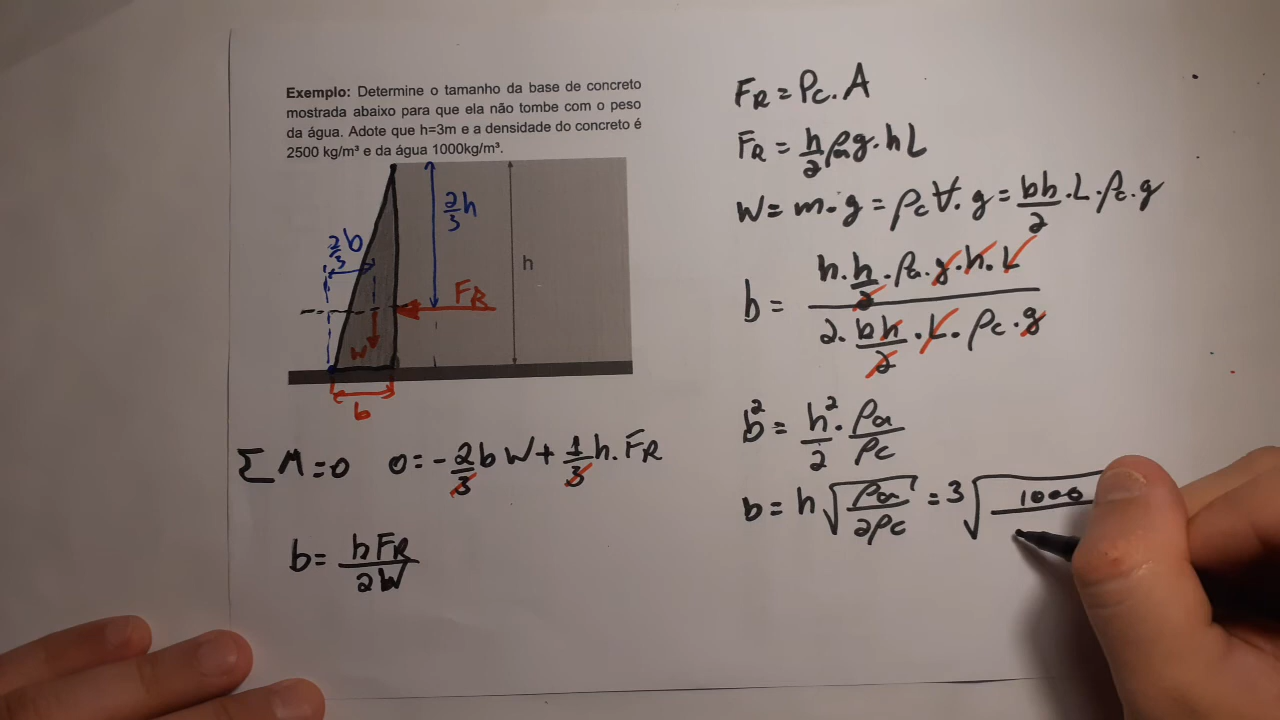 Exemplo: Determine o tamanho da base de concreto
mostrada abaixo para que ela não tombe com o peso
da água. Adote que h=3m e a densidade do concreto é
2500 kg/m³ e da água 1000kg/m³.
2/3 h
2/3 b
h
FR
W
b
ΣM=0 0=-2/3 b W+1/3 h.FR
b=hFR/2W
FR=Pc.A
FR=h/2 ρag.hL
W=m.g=ρc∀.g=bh/2.L.ρc.g
b=h.h/2.ρa.g.h.L/2.bh/2.L.ρc.g
b²=h²/2.ρa/ρc
b=h√ρa/2ρc=3√1000